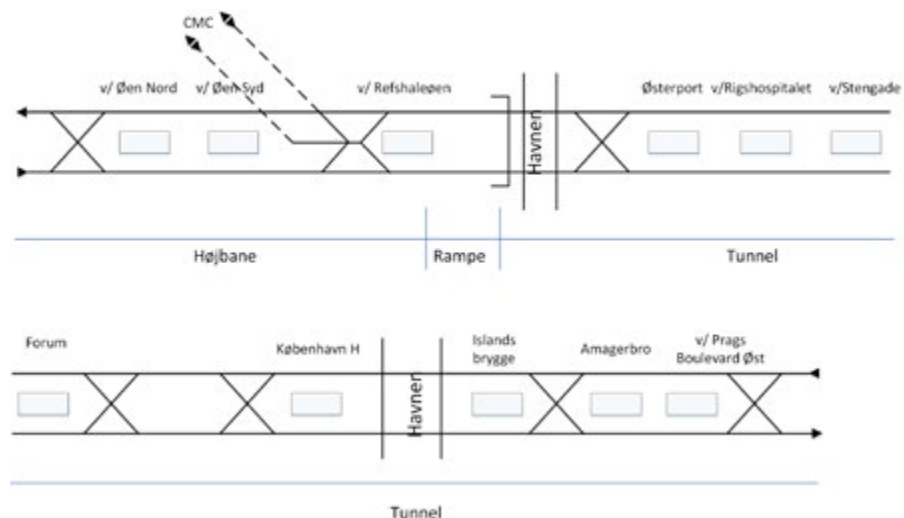 CMC
v/ Øen Nord
v/ Øen Syd
v/ Refshaleøen
Havnen
Østerport
v/Rigshospitalet
v/Stengade
Højbane
Rampe
Tunnel
Forum
København H
Havnen
Islands
brygge
Amagerbro
v/ Prags
Boulevard Øst
Tunnel